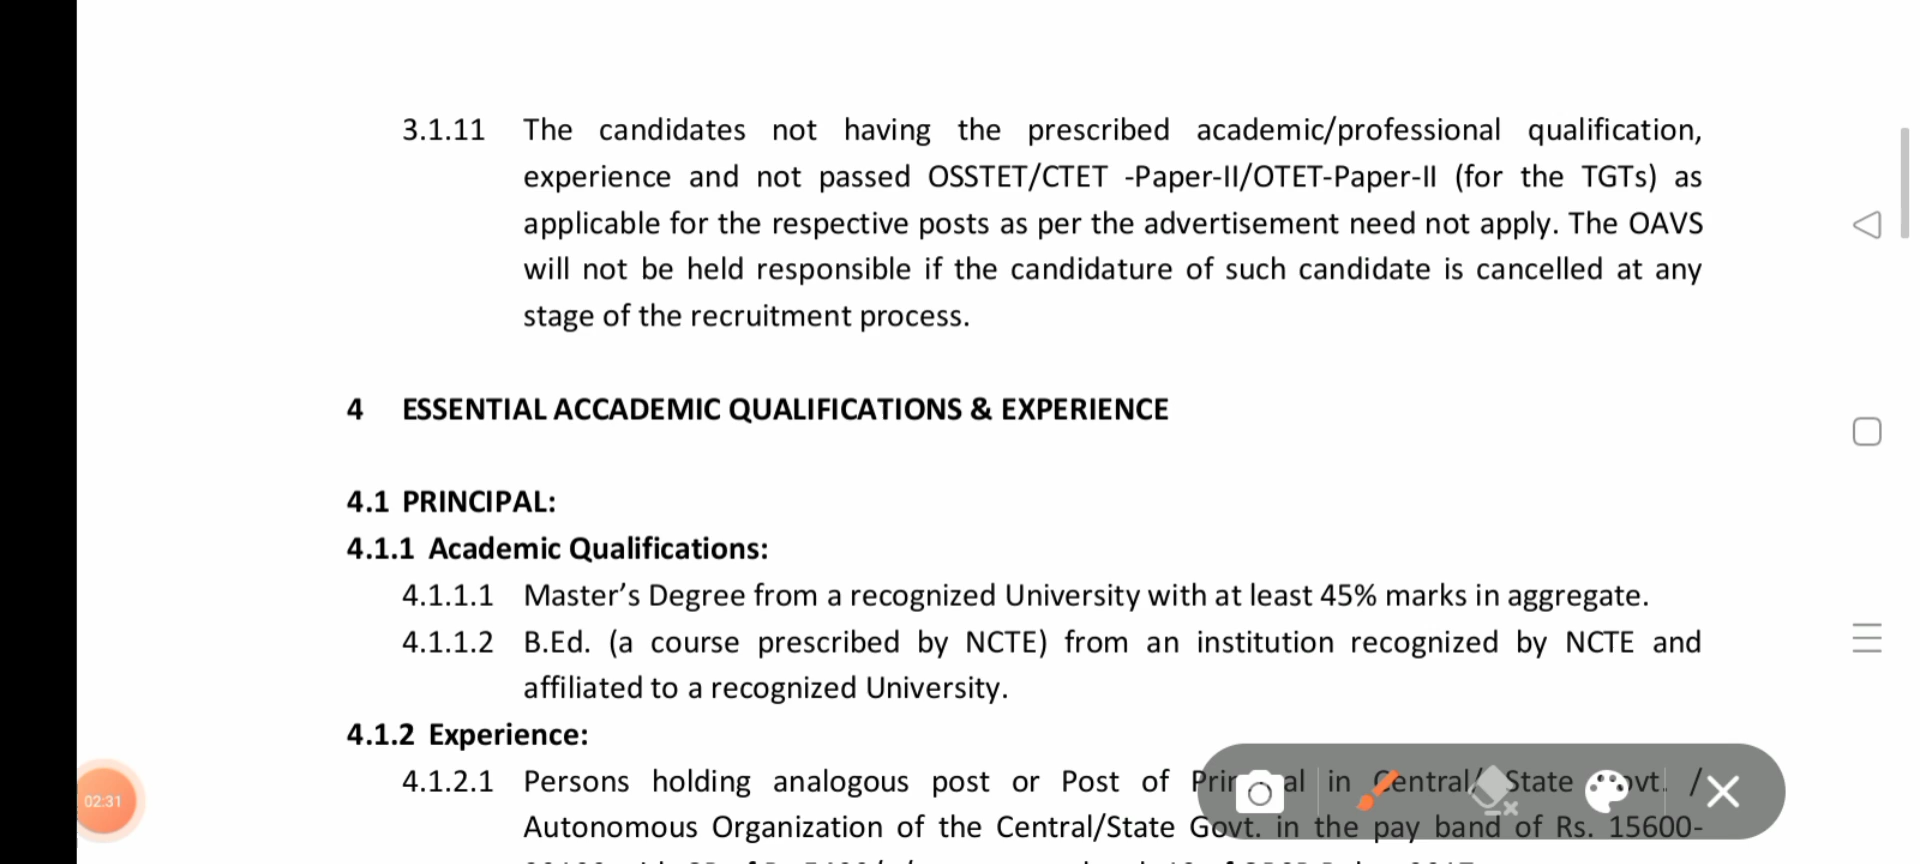 3.1.11 The candidates not having the prescribed academic/professional qualification,
experience and not passed OSSTET/CTET -Paper-II/OTET-Paper-II (for the TGTs) as
applicable for the respective posts as per the advertisement need not apply. The OAVS
will not be held responsible if the candidature of such candidate is cancelled at any
stage of the recruitment process.
4 ESSENTIAL ACCADEMIC QUALIFICATIONS & EXPERIENCE
4.1 PRINCIPAL:
4.1.1 Academic Qualifications:
4.1.1.1 Master’s Degree from a recognized University with at least 45% marks in aggregate.
4.1.1.2 B.Ed. (a course prescribed by NCTE) from an institution recognized by NCTE and
affiliated to a recognized University.
4.1.2 Experience:
4.1.2.1 Persons holding analogous post or Post of in Central/ State /
Autonomous Organization of the Central/State Govt. in the pay band of Rs. 15600-
02:31